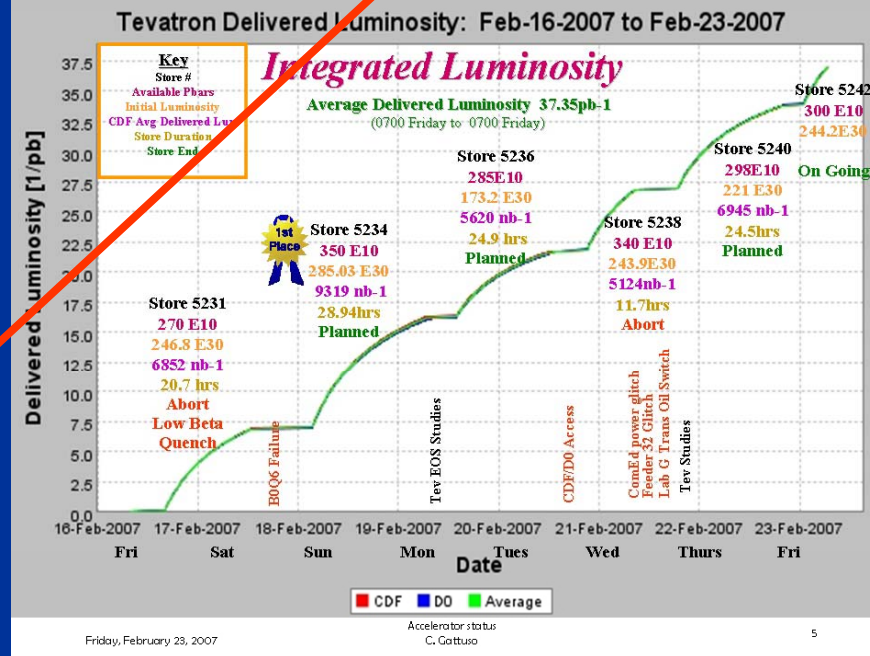 Tevatron Delivered Luminosity: Feb-16-2007 to Feb-23-2007
Integrated Luminosity
Average Delivered Luminosity 37.35pb-1
(0700 Friday to 0700 Friday)
Key
Store #
Available Pbars
Initial Luminosity
CDF Avg Delivered Lum
Store Duration
Store End
Delivered Luminosity [1/pb]
37.5
35.0
32.5
30.0
27.5
25.0
22.5
20.0
17.5
15.0
12.5
10.0
7.5
5.0
2.5
0.0
Store 5231
270 E10
246.8 E30
6852 nb-1
20.7 hrs
Abort
Low Beta
Quench
1st
Place
Store 5234
350 E10
285.03 E30
9319 nb-1
28.94hrs
Planned
Store 5236
285E10
173.2 E30
5620 nb-1
24.9 hrs
Planned
Store 5238
340 E10
243.9E30
5124nb-1
11.7hrs
Abort
Store 5240
298E10
221 E30
6945 nb-1
24.5hrs
Planned
Store 5242
300 E10
244.2E30
On Going
B0Q6 Failure
Tev EOS Studies
CDF/D0 Access
ComEd power glitch
Feeder 32 Glitch
Lab G Trans Oil Switch
Tev Studies
16-Feb-2007 17-Feb-2007 18-Feb-2007 19-Feb-2007 20-Feb-2007 21-Feb-2007 22-Feb-2007 23-Feb-2007
Fri Sat Sun Mon Tues Wed Thurs Fri
Date
CDF D0 Average
Friday, February 23, 2007
Accelerator status
C. Gattuso
5